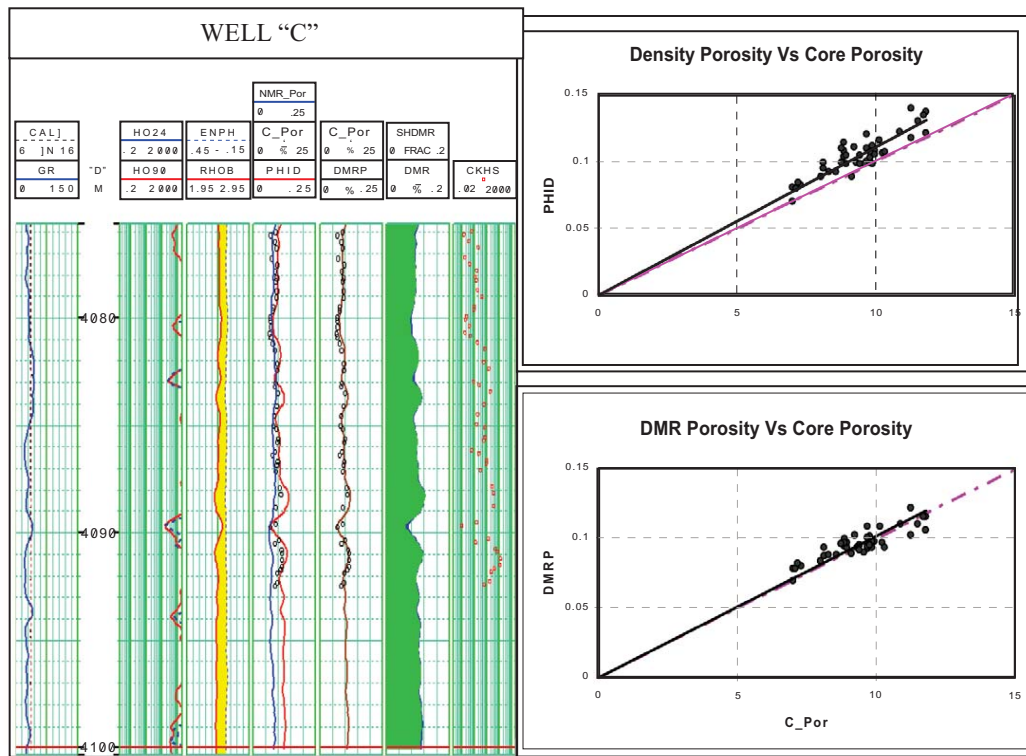 WELL “C”
NMR_Por
0 .25
CAL]
6 ]N 16
HO24
.2 2000
ENPH
.45 - .15
C_Por
0 % 25
C_Por
0 % 25
SHDMR
0 FRAC .2
GR
0 150
"D"
M
HO90
.2 2000
RHOB
1.95 2.95
PHID
0 .25
DMRP
0 % .25
DMR
0 % .2
CKHS
.02 2000
4080
4090
4100
Density Porosity Vs Core Porosity
0.15
0.1
0.05
0
PHID
0 5 10 15
DMR Porosity Vs Core Porosity
0.15
0.1
0.05
0
DMRP
0 5 10 15
C_Por